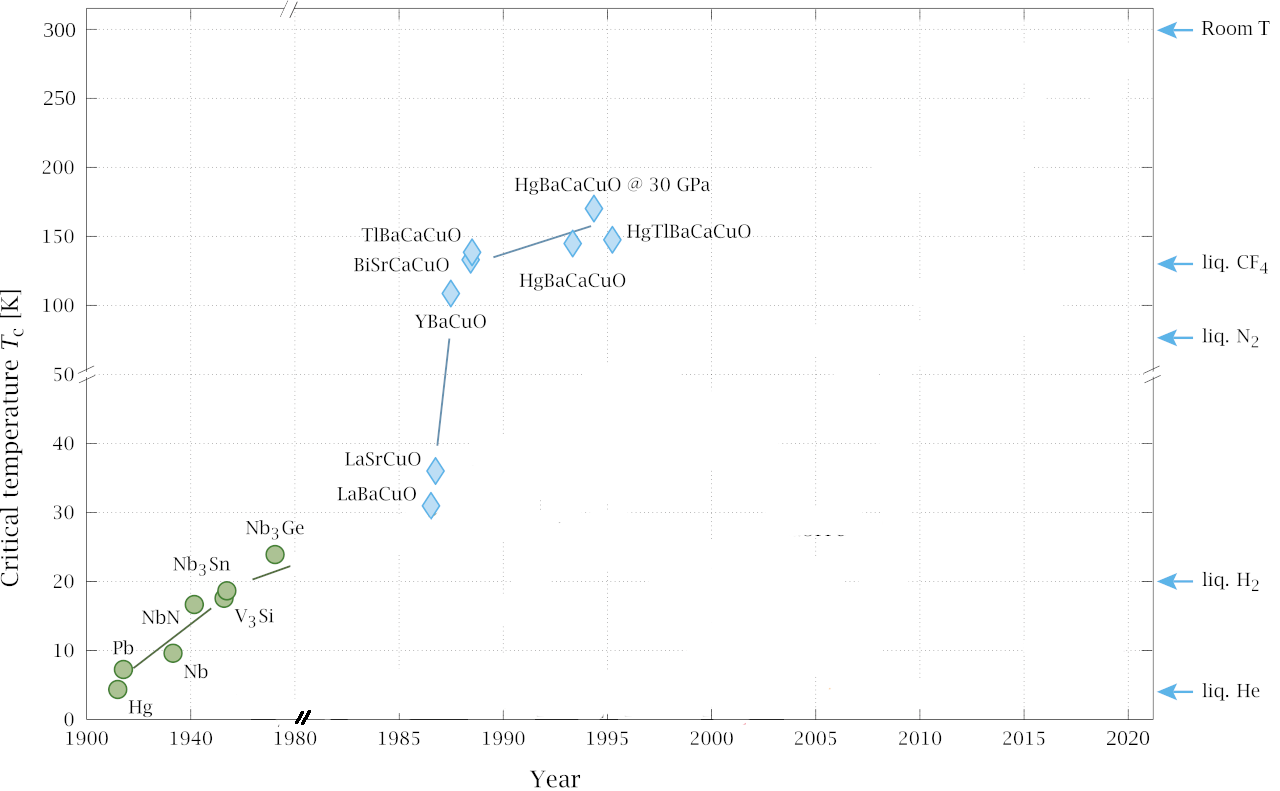 300
Room T
250
200
HgBaCaCuO @ 30 GPa
150
TlBaCaCuO
HgTlBaCaCuO
BiSrCaCuO
liq. CF₄
HgBaCaCuO
100
YBaCuO
liq. N₂
50
40
LaSrCuO
LaBaCuO
30
Nb₃Ge
Nb₃Sn
20
liq. H₂
NbN
V₃Si
10
Pb
Nb
liq. He
Hg
0
1900 1940 1980 1985 1990 1995 2000 2005 2010 2015 2020
Year
Critical temperature Tc [K]